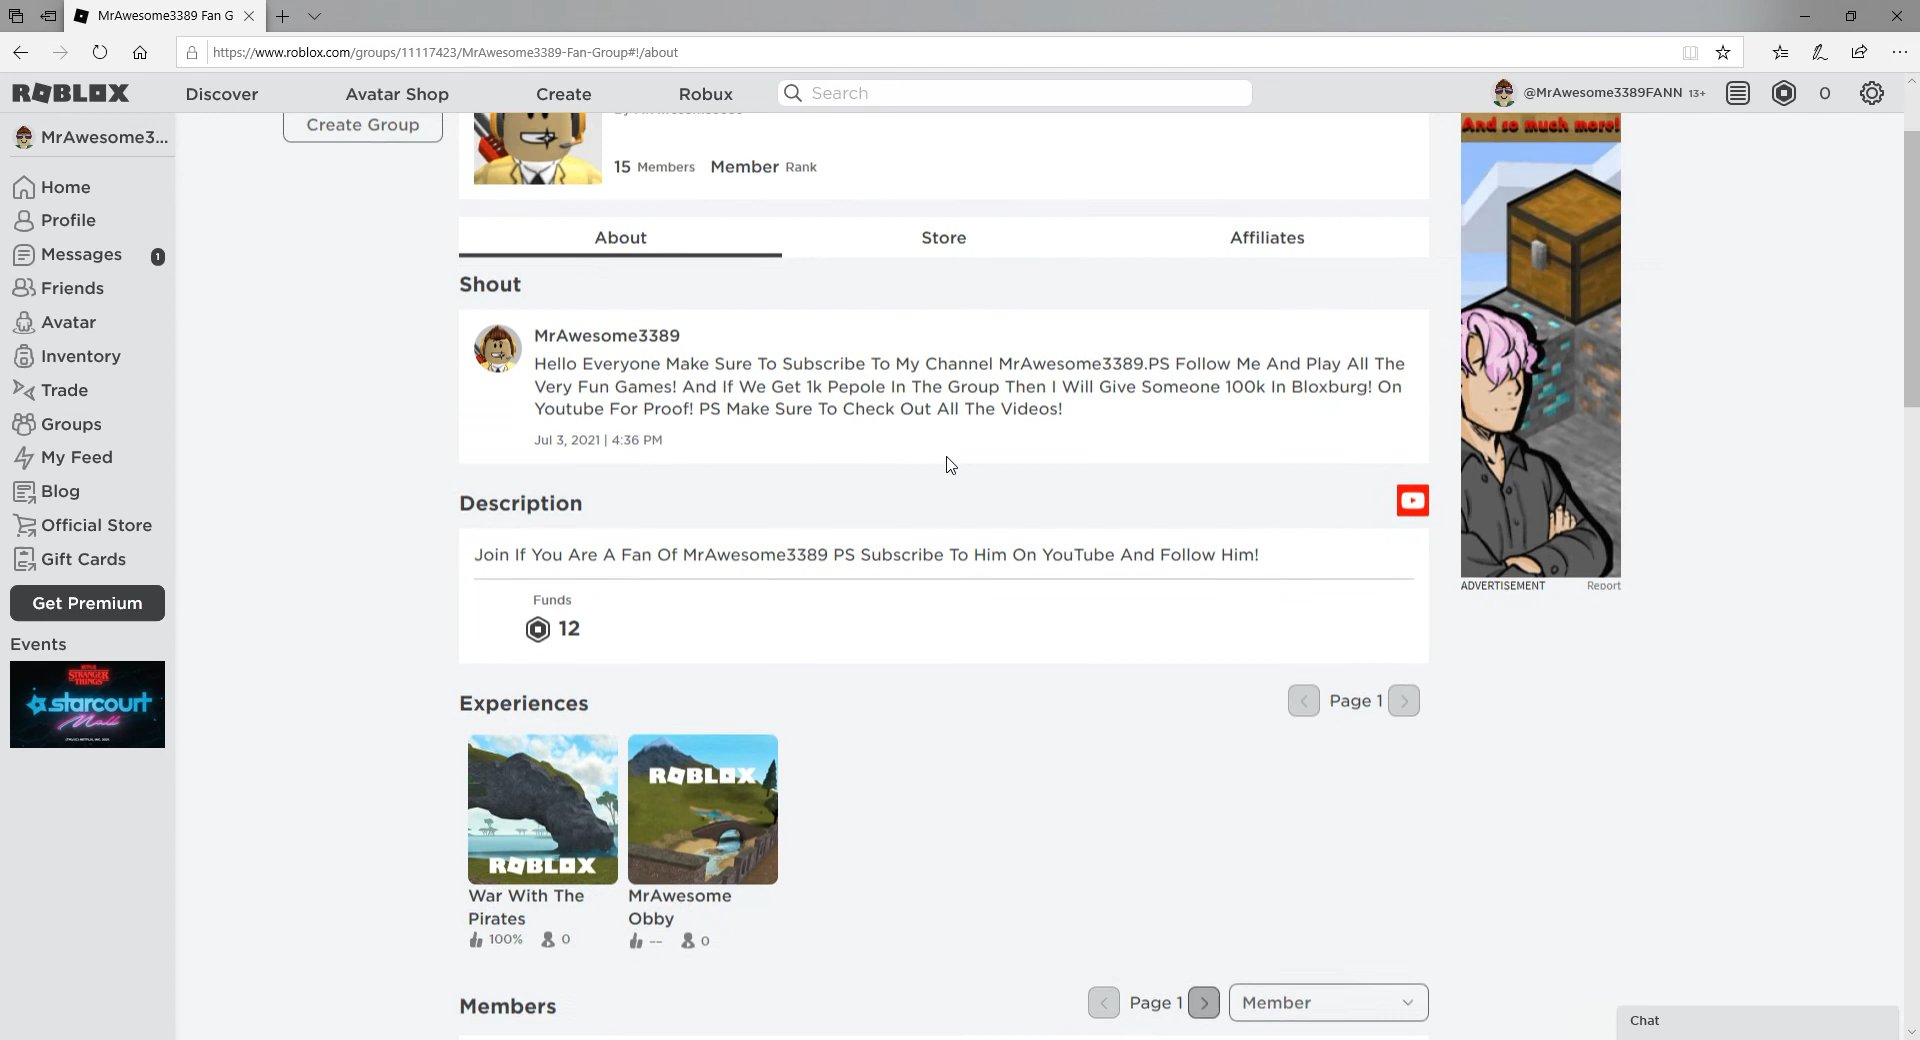 MrAwesome3389 Fan G
https://www.roblox.com/groups/11117423/MrAwesome3389-Fan-Group#!/about
ROBLOX
Discover
Avatar Shop
Create
Robux
Search
@MrAwesome3389FANN 13+
0
MrAwesome3...
Home
Profile
Messages
1
Friends
Avatar
Inventory
Trade
Groups
My Feed
Blog
Official Store
Gift Cards
Get Premium
Events
NETFLIX
STRANGER THINGS
starcourt
Mall
Create Group
15 Members Member Rank
About
Store
Affiliates
Shout
MrAwesome3389
Hello Everyone Make Sure To Subscribe To My Channel MrAwesome3389.PS Follow Me And Play All The
Very Fun Games! And If We Get 1k Pepole In The Group Then I Will Give Someone 100k In Bloxburg! On
Youtube For Proof! PS Make Sure To Check Out All The Videos!
Jul 3, 2021 | 4:36 PM
Description
Join If You Are A Fan Of MrAwesome3389 PS Subscribe To Him On YouTube And Follow Him!
Funds
12
Experiences
Page 1
ROBLOX
War With The
Pirates
100% 0
ROBLOX
MrAwesome
Obby
-- 0
Members
Page 1
Member
And so much more!
ADVERTISEMENT
Report
Chat